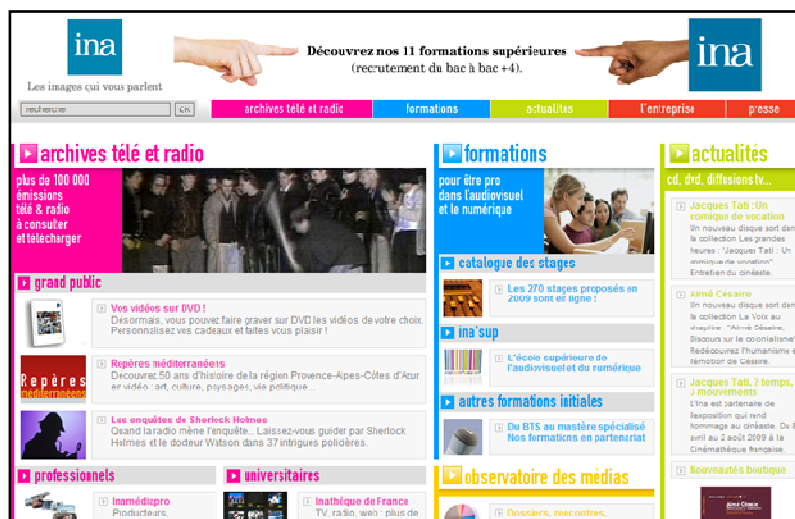 ina
Les images qui vous parlent
Découvrez nos 11 formations supérieures
(recrutement du bac à bac +4).
ina
recherche
OK
archives télé et radio
formations
actualités
l'entreprise
presse
archives télé et radio
plus de 100 000
émissions
télé & radio
à consulter
et télécharger
grand public
Vos vidéos sur DVD !
Désormais, vous pouvez faire graver sur DVD les vidéos de votre choix.
Personnalisez vos cadeaux et faites vous plaisir !
Repères
méditerranéens
Repères méditerranéens
Découvrez 50 ans d'histoire de la région Provence-Alpes-Côtes d'Azur
en vidéo : art, culture, paysages, vie politique...
Les enquêtes de Sherlock Holmes
Quand la radio mène l'enquête... Laissez-vous guider par Sherlock
Holmes et le docteur Watson dans 37 intrigues policières.
professionnels
Inamédiapro
Producteurs,
universitaires
Inathèque de France
TV, radio, web : plus de
formations
pour être pro
dans l'audiovisuel
et le numérique
catalogue des stages
Les 270 stages proposés en
2009 sont en ligne !
ina'sup
L'école supérieure de
l'audiovisuel et du numérique
autres formations initiales
Du BTS au mastère spécialisé
Nos formations en partenariat
observatoire des médias
Dossiers, rencontres,
actualités
cd, dvd, diffusions tv...
Jacques Tati : Un
comique de vocation
Un nouveau disque sort dan
la collection Les grandes
heures : "Jacques Tati : Un
comique de vocation"
Entretien du cinéaste.
Aimé Césaire
Un nouveau disque sort dan
la collection La Voix au
chapitre : "Aimé Césaire,
Discours sur le colonialisme"
Redécouvrez l'humanisme e
l'émotion de Césaire.
Jacques Tati, 2 temps,
3 mouvements
L'Ina est partenaire de
l'exposition qui rend
hommage au cinéaste. Du 8
avril au 2 août 2009 à la
Cinémathèque française.
Nouveautés boutique